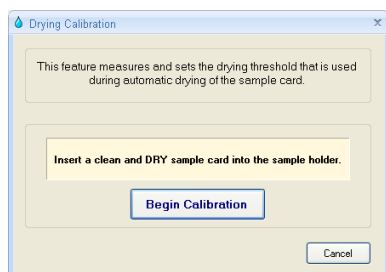 Drying Calibration
This feature measures and sets the drying threshold that is used
during automatic drying of the sample card.
Insert a clean and DRY sample card into the sample holder.
Begin Calibration
Cancel